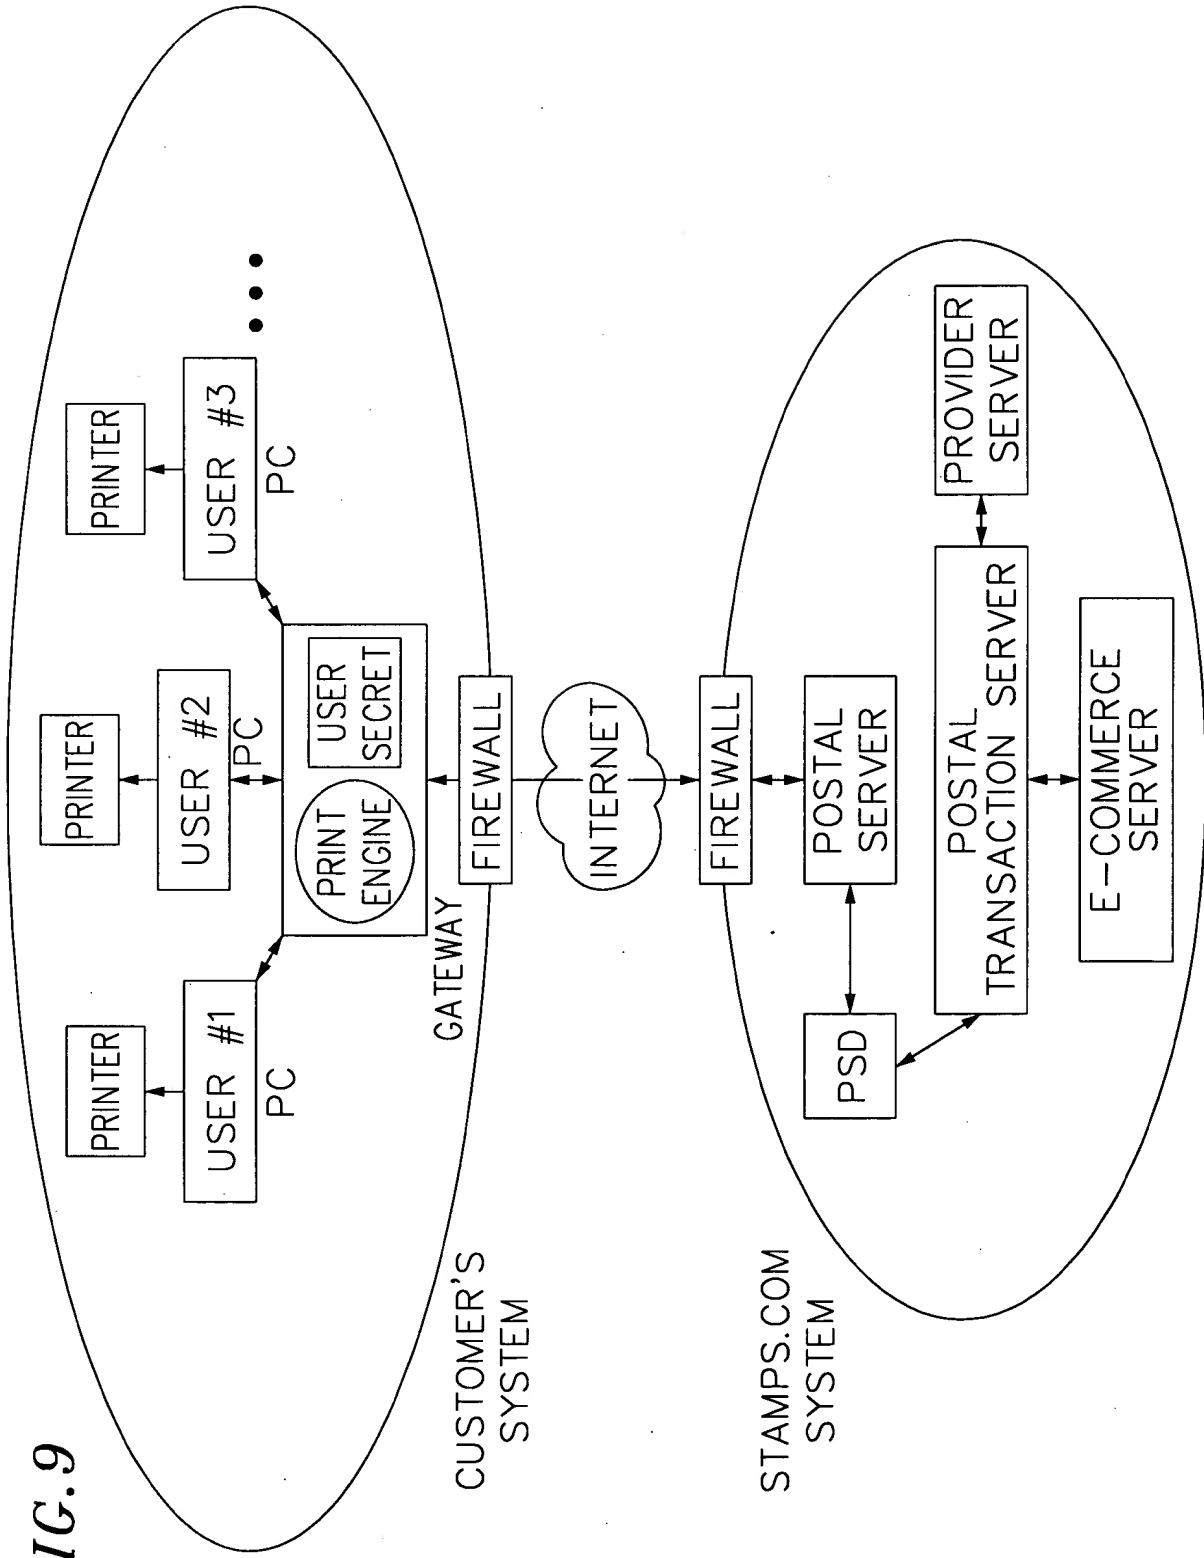 IG.9
CUSTOMER'S
SYSTEM
PRINTER
USER #1
PC
PRINTER
USER #2
PC
PRINTER
USER #3
PC
GATEWAY
PRINT
ENGINE
USER
SECRET
FIREWALL
INTERNET
STAMPS.COM
SYSTEM
FIREWALL
POSTAL
SERVER
PSD
POSTAL
TRANSACTION SERVER
PROVIDER
SERVER
E-COMMERCE
SERVER